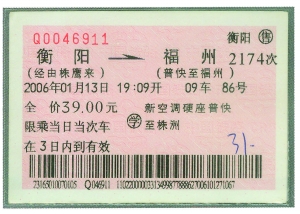 Q0046911 衡阳 售
衡阳 → 福州 2174次
(经由株鹰来) (普快至福州)
2006年01月13日 19:09开 09车 86号
全价39.00元 新空调硬座普快
限乘当日当次车 学 至株洲
在3日内到有效
31-